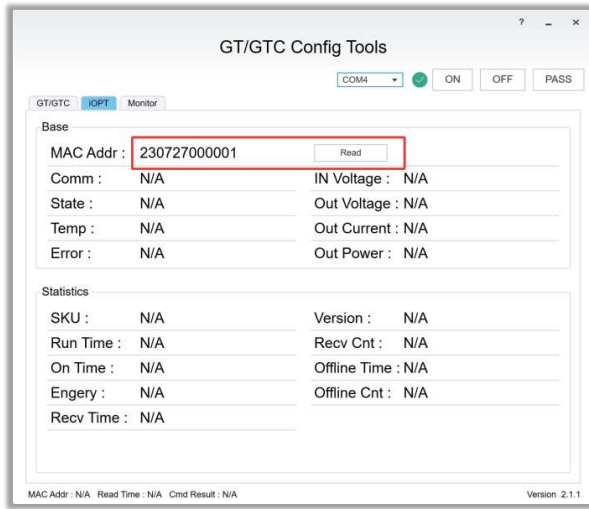 ? – ×
GT/GTC Config Tools
COM4 ON OFF PASS
GT/GTC iOPT Monitor
Base
MAC Addr : 230727000001 Read
Comm : N/A IN Voltage : N/A
State : N/A Out Voltage : N/A
Temp : N/A Out Current : N/A
Error : N/A Out Power : N/A
Statistics
SKU : N/A Version : N/A
Run Time : N/A Recv Cnt : N/A
On Time : N/A Offline Time : N/A
Engery : N/A Offline Cnt : N/A
Recv Time : N/A
MAC Addr : N/A Read Time : N/A Cmd Result : N/A Version 2.1.1